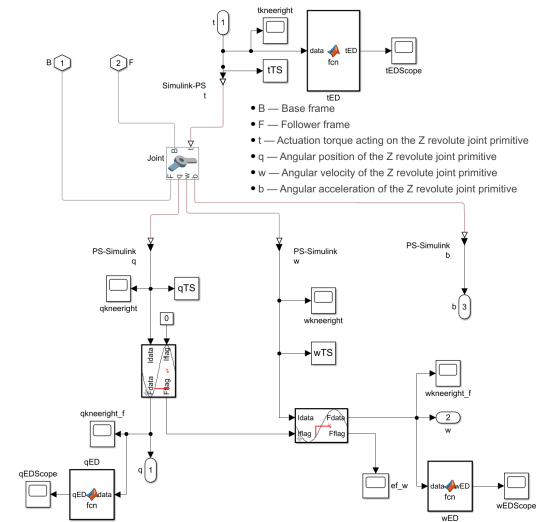 tkneeright
t 1
data tED
fcn
tED
tEDScope
B 1
2 F
Simulink-PS
t
tTS
• B — Base frame
• F — Follower frame
• t — Actuation torque acting on the Z revolute joint primitive
• q — Angular position of the Z revolute joint primitive
• w — Angular velocity of the Z revolute joint primitive
• b — Angular acceleration of the Z revolute joint primitive
Joint
B t
F q w b
PS-Simulink
q
PS-Simulink
w
PS-Simulink
b
qkneeright
qTS
wkneeright
b 3
0
wTS
Idata Iflag
Fdata Fflag
wkneeright_f
qkneeright_f
Idata Fdata
Iflag Fflag
2
w
q 1
qED
qEDScope
qED data
fcn
ef_w
data wED
fcn
wED
wEDScope